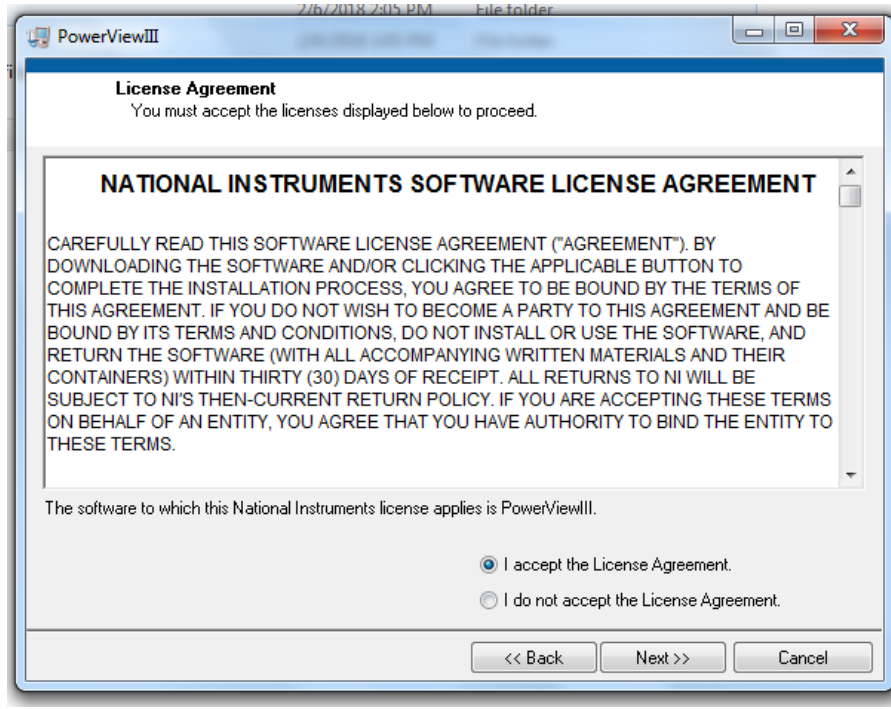 2/6/2018 2:05 PM File folder
PowerViewIII
License Agreement
You must accept the licenses displayed below to proceed.
NATIONAL INSTRUMENTS SOFTWARE LICENSE AGREEMENT
CAREFULLY READ THIS SOFTWARE LICENSE AGREEMENT ("AGREEMENT"). BY
DOWNLOADING THE SOFTWARE AND/OR CLICKING THE APPLICABLE BUTTON TO
COMPLETE THE INSTALLATION PROCESS, YOU AGREE TO BE BOUND BY THE TERMS OF
THIS AGREEMENT. IF YOU DO NOT WISH TO BECOME A PARTY TO THIS AGREEMENT AND BE
BOUND BY ITS TERMS AND CONDITIONS, DO NOT INSTALL OR USE THE SOFTWARE, AND
RETURN THE SOFTWARE (WITH ALL ACCOMPANYING WRITTEN MATERIALS AND THEIR
CONTAINERS) WITHIN THIRTY (30) DAYS OF RECEIPT. ALL RETURNS TO NI WILL BE
SUBJECT TO NI'S THEN-CURRENT RETURN POLICY. IF YOU ARE ACCEPTING THESE TERMS
ON BEHALF OF AN ENTITY, YOU AGREE THAT YOU HAVE AUTHORITY TO BIND THE ENTITY TO
THESE TERMS.
The software to which this National Instruments license applies is PowerViewIII.
I accept the License Agreement.
I do not accept the License Agreement.
<< Back Next >> Cancel